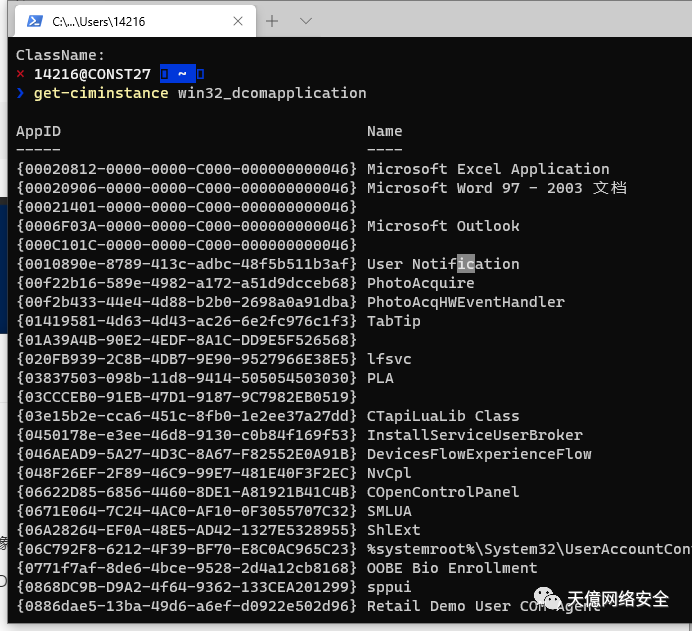 C:\...\Users\14216
ClassName:
× 14216@CONST27 ~
❯ get-ciminstance win32_dcomapplication
AppID Name
----- ----
{00020812-0000-0000-C000-000000000046} Microsoft Excel Application
{00020906-0000-0000-C000-000000000046} Microsoft Word 97 - 2003 文档
{00021401-0000-0000-C000-000000000046}
{0006F03A-0000-0000-C000-000000000046} Microsoft Outlook
{000C101C-0000-0000-C000-000000000046}
{0010890e-8789-413c-adbc-48f5b511b3af} User Notification
{00f22b16-589e-4982-a172-a51d9dcceb68} PhotoAcquire
{00f2b433-44e4-4d88-b2b0-2698a0a91dba} PhotoAcqHWEventHandler
{01419581-4d63-4d43-ac26-6e2fc976c1f3} TabTip
{01A39A4B-90E2-4EDF-8A1C-DD9E5F526568}
{020FB939-2C8B-4DB7-9E90-9527966E38E5} lfsvc
{03837503-098b-11d8-9414-505054503030} PLA
{03CCCEB0-91EB-47D1-9187-9C7982EB0519}
{03e15b2e-cca6-451c-8fb0-1e2ee37a27dd} CTapiLuaLib Class
{0450178e-e3ee-46d8-9130-c0b84f169f53} InstallServiceUserBroker
{046AEAD9-5A27-4D3C-8A67-F82552E0A91B} DevicesFlowExperienceFlow
{048F26EF-2F89-46C9-99E7-481E40F3F2EC} NvCpl
{06622D85-6856-4460-8DE1-A81921B41C4B} COpenControlPanel
{0671E064-7C24-4AC0-AF10-0F3055707C32} SMLUA
{06A28264-EF0A-48E5-AD42-1327E5328955} ShlExt
{06C792F8-6212-4F39-BF70-E8C0AC965C23} %systemroot%\System32\UserAccountCon
{0771f7af-8de6-4bce-9528-2d4a12cb8168} OOBE Bio Enrollment
{0868DC9B-D9A2-4f64-9362-133CEA201299} sppui
{0886dae5-13ba-49d6-a6ef-d0922e502d96} Retail Demo User COM Agent
天億网络安全